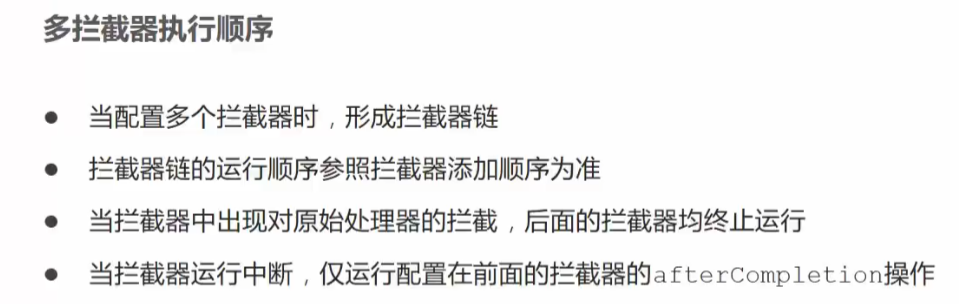 多拦截器执行顺序
● 当配置多个拦截器时，形成拦截器链
● 拦截器链的运行顺序参照拦截器添加顺序为准
● 当拦截器中出现对原始处理器的拦截，后面的拦截器均终止运行
● 当拦截器运行中断，仅运行配置在前面的拦截器的afterCompletion操作